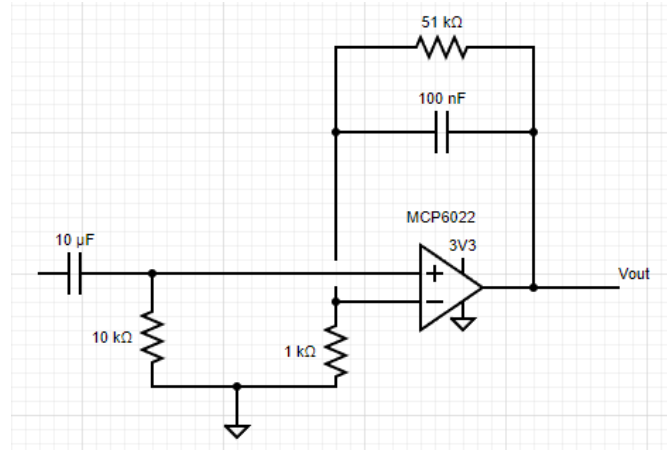 51 kΩ
100 nF
MCP6022
10 µF
3V3
Vout
+
−
10 kΩ
1 kΩ